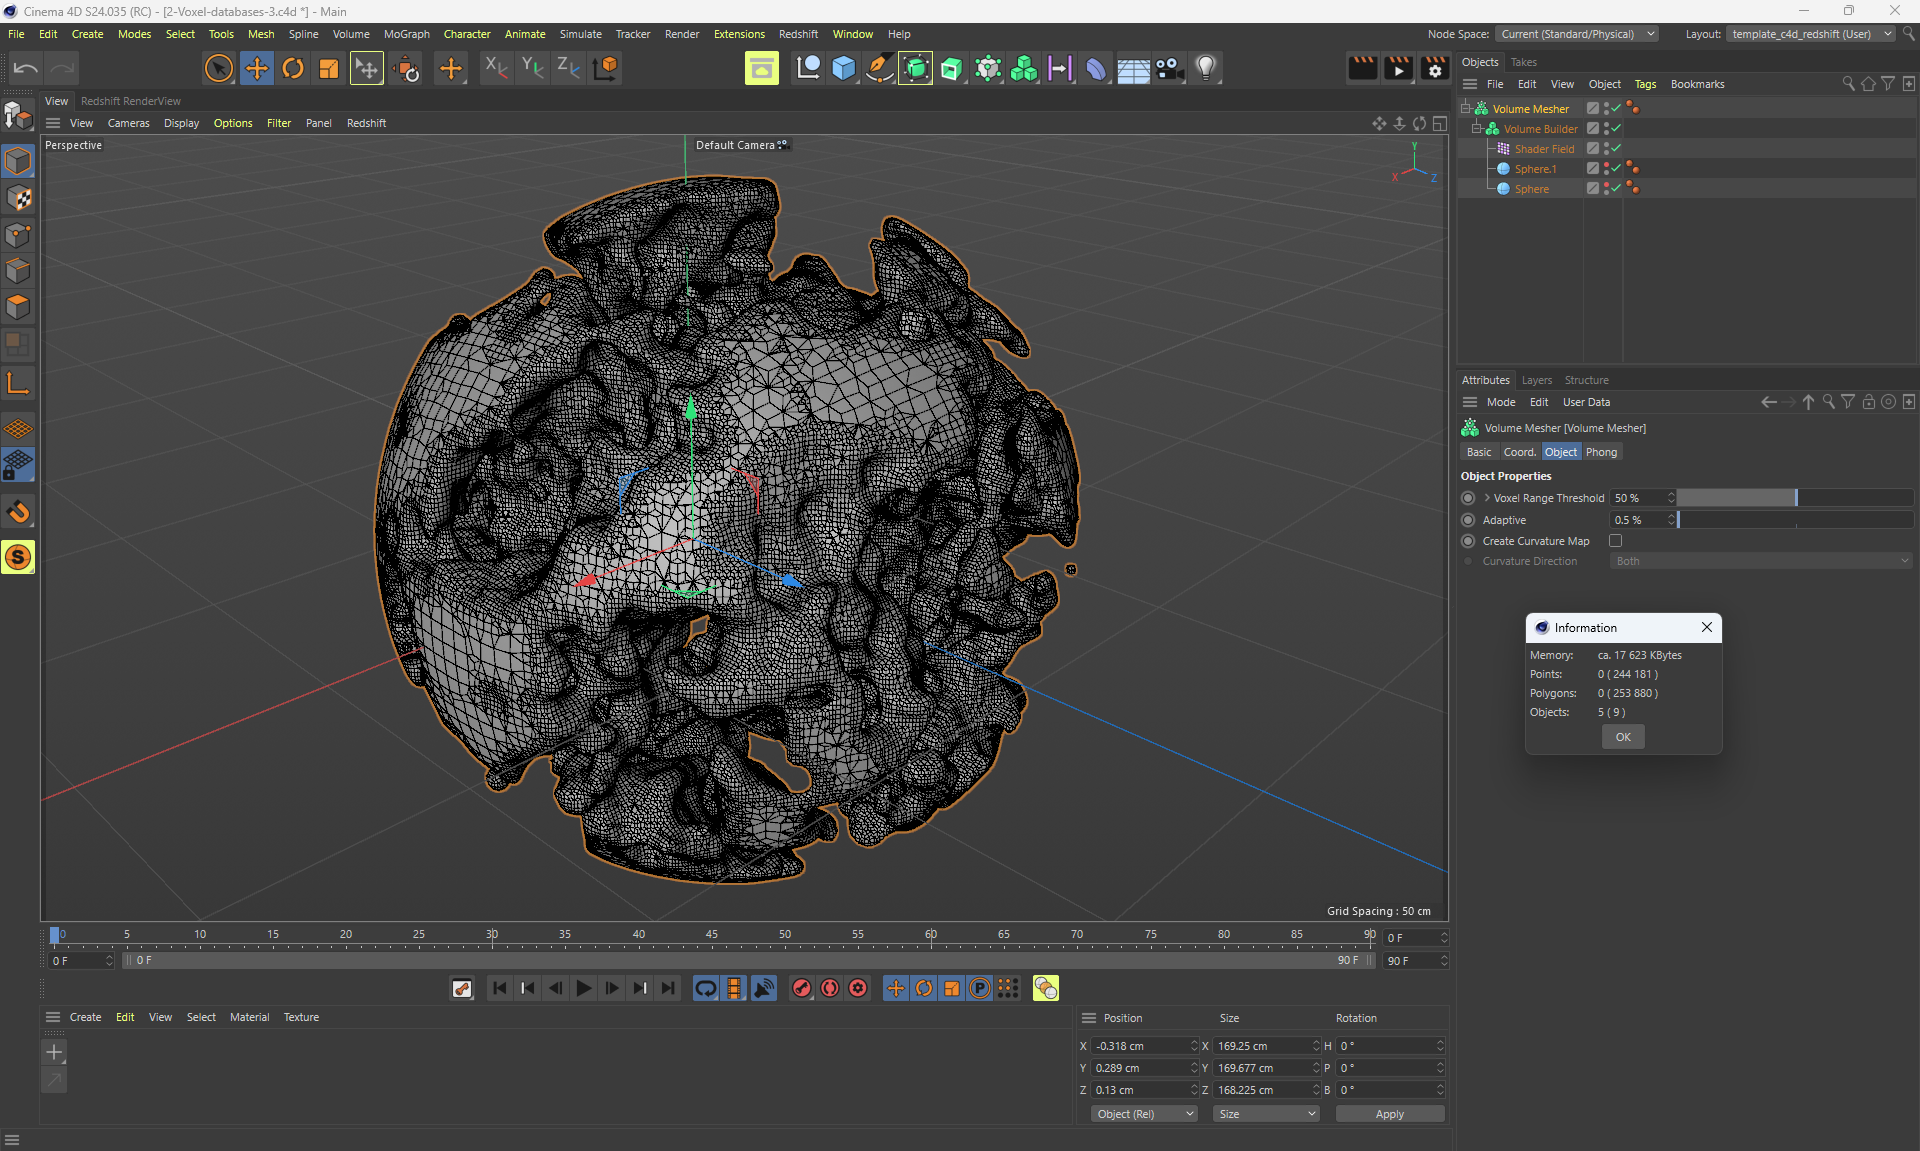 Cinema 4D S24.035 (RC) - [2-Voxel-databases-3.c4d *] - Main
File Edit Create Modes Select Tools Mesh Spline Volume MoGraph Character Animate Simulate Tracker Render Extensions Redshift Window Help
Node Space: Current (Standard/Physical) Layout: template_c4d_redshift (User)
X Y Z
Objects Takes
File Edit View Object Tags Bookmarks
Volume Mesher
Volume Builder
Shader Field
Sphere.1
Sphere
View Redshift RenderView
View Cameras Display Options Filter Panel Redshift
Perspective
Default Camera
Y
X
Z
Grid Spacing : 50 cm
Attributes Layers Structure
Mode Edit User Data
Volume Mesher [Volume Mesher]
Basic Coord. Object Phong
Object Properties
Voxel Range Threshold 50 %
Adaptive 0.5 %
Create Curvature Map
Curvature Direction Both
Information
Memory: ca. 17 623 KBytes
Points: 0 ( 244 181 )
Polygons: 0 ( 253 880 )
Objects: 5 ( 9 )
OK
0 5 10 15 20 25 30 35 40 45 50 55 60 65 70 75 80 85 90 0 F
0 F 0 F 90 F 90 F
P
S
Create Edit View Select Material Texture
Position Size Rotation
X -0.318 cm X 169.25 cm H 0 °
Y 0.289 cm Y 169.677 cm P 0 °
Z 0.13 cm Z 168.225 cm B 0 °
Object (Rel) Size Apply